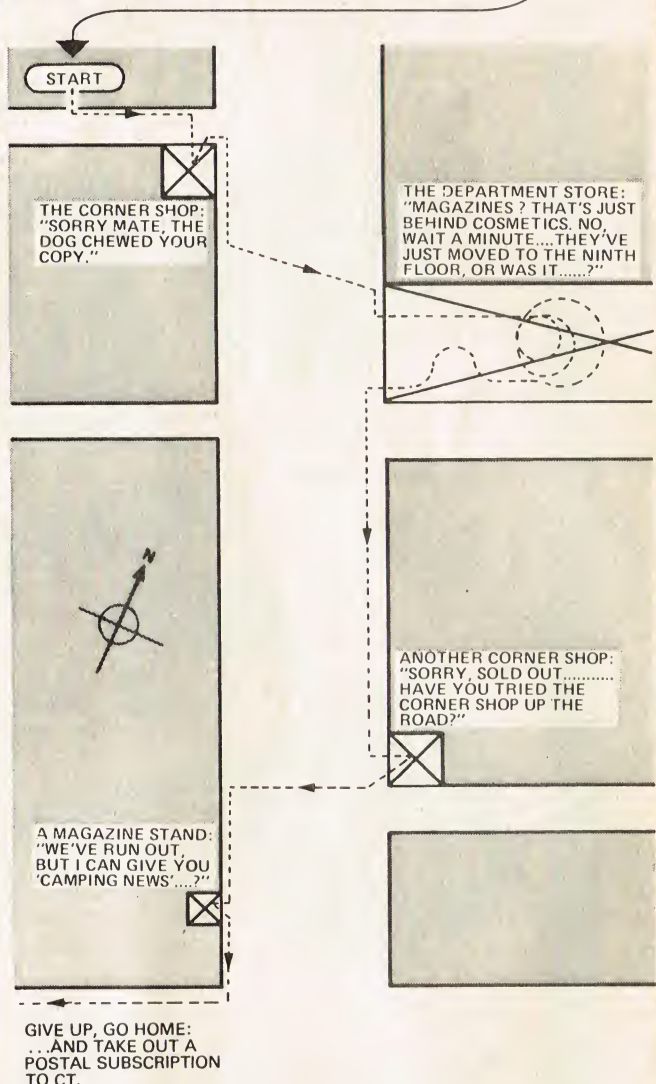 START
THE CORNER SHOP:
"SORRY MATE, THE
DOG CHEWED YOUR
COPY."
THE DEPARTMENT STORE:
"MAGAZINES ? THAT'S JUST
BEHIND COSMETICS. NO,
WAIT A MINUTE....THEY'VE
JUST MOVED TO THE NINTH
FLOOR, OR WAS IT......?"
N
ANOTHER CORNER SHOP:
"SORRY, SOLD OUT...........
HAVE YOU TRIED THE
CORNER SHOP UP THE
ROAD?"
A MAGAZINE STAND:
"WE'VE RUN OUT,
BUT I CAN GIVE YOU
'CAMPING NEWS'....?"
GIVE UP, GO HOME:
...AND TAKE OUT A
POSTAL SUBSCRIPTION
TO CT.